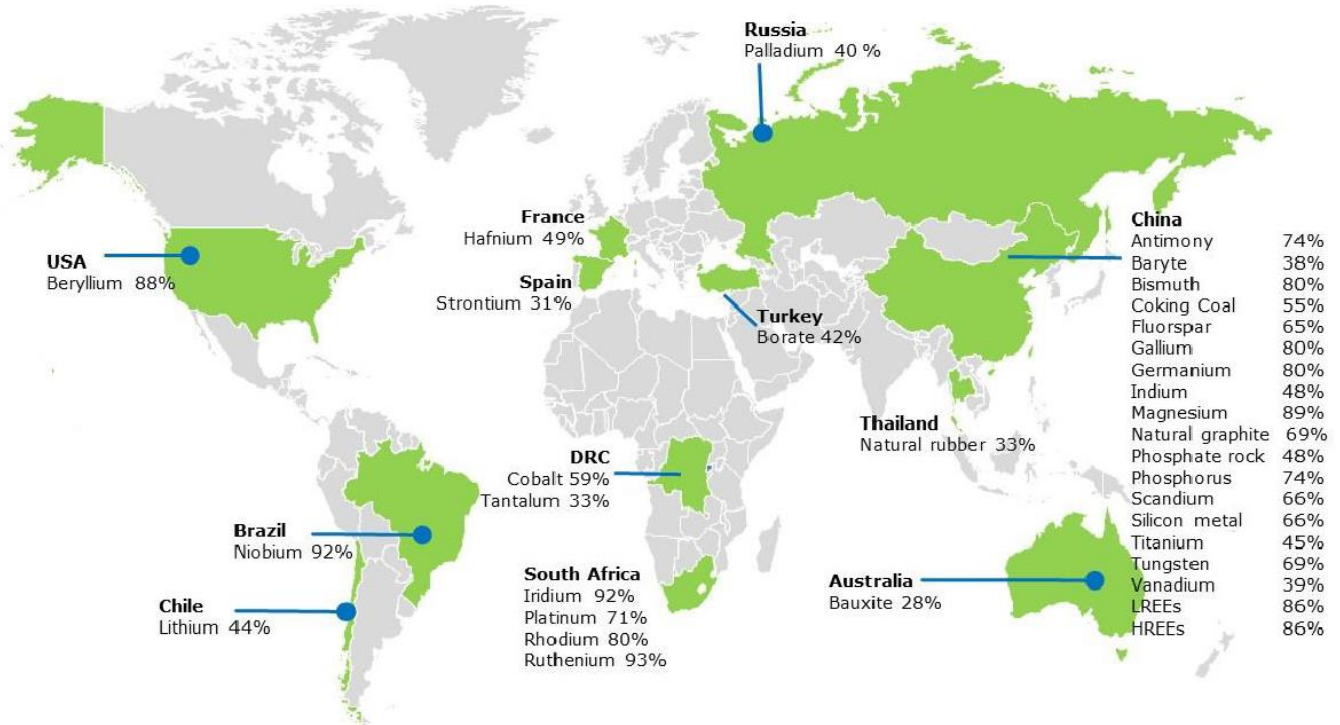 Russia
Palladium 40 %
France
Hafnium 49%
USA
Beryllium 88%
Spain
Strontium 31%
Turkey
Borate 42%
China
Antimony 74%
Baryte 38%
Bismuth 80%
Coking Coal 55%
Fluorspar 65%
Gallium 80%
Germanium 80%
Indium 48%
Magnesium 89%
Natural graphite 69%
Phosphate rock 48%
Phosphorus 74%
Scandium 66%
Silicon metal 66%
Titanium 45%
Tungsten 69%
Vanadium 39%
LREEs 86%
HREEs 86%
Thailand
Natural rubber 33%
DRC
Cobalt 59%
Tantalum 33%
Brazil
Niobium 92%
Chile
Lithium 44%
South Africa
Iridium 92%
Platinum 71%
Rhodium 80%
Ruthenium 93%
Australia
Bauxite 28%